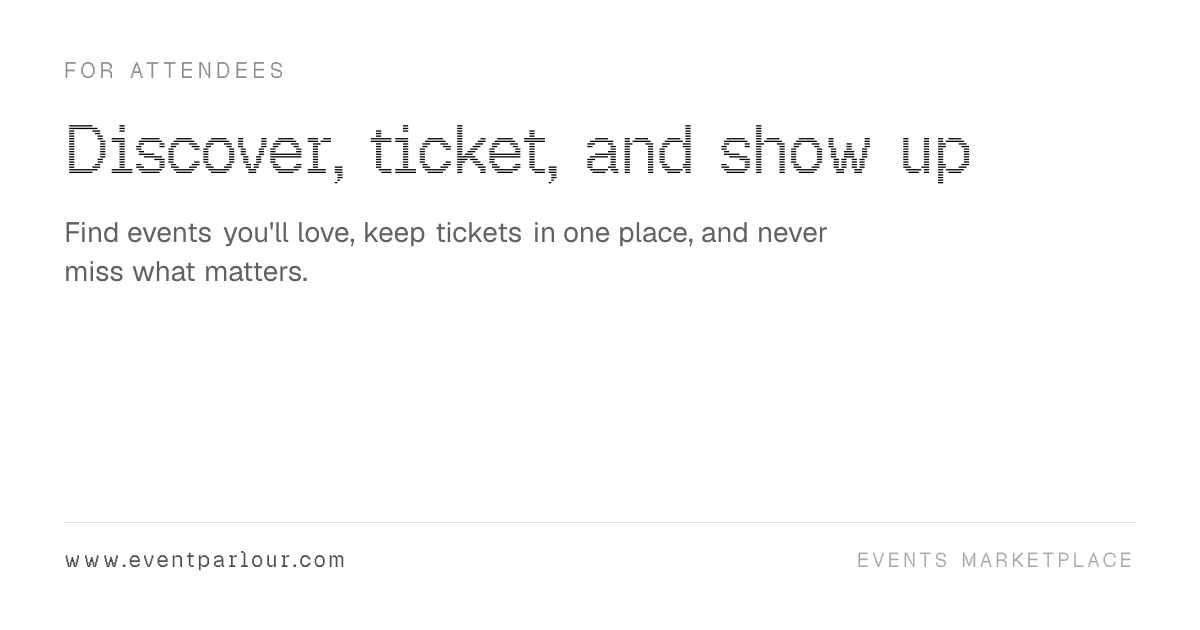 FOR ATTENDEES
Discover, ticket, and show up
Find events you'll love, keep tickets in one place, and never
miss what matters.
www.eventparlour.com
EVENTS MARKETPLACE